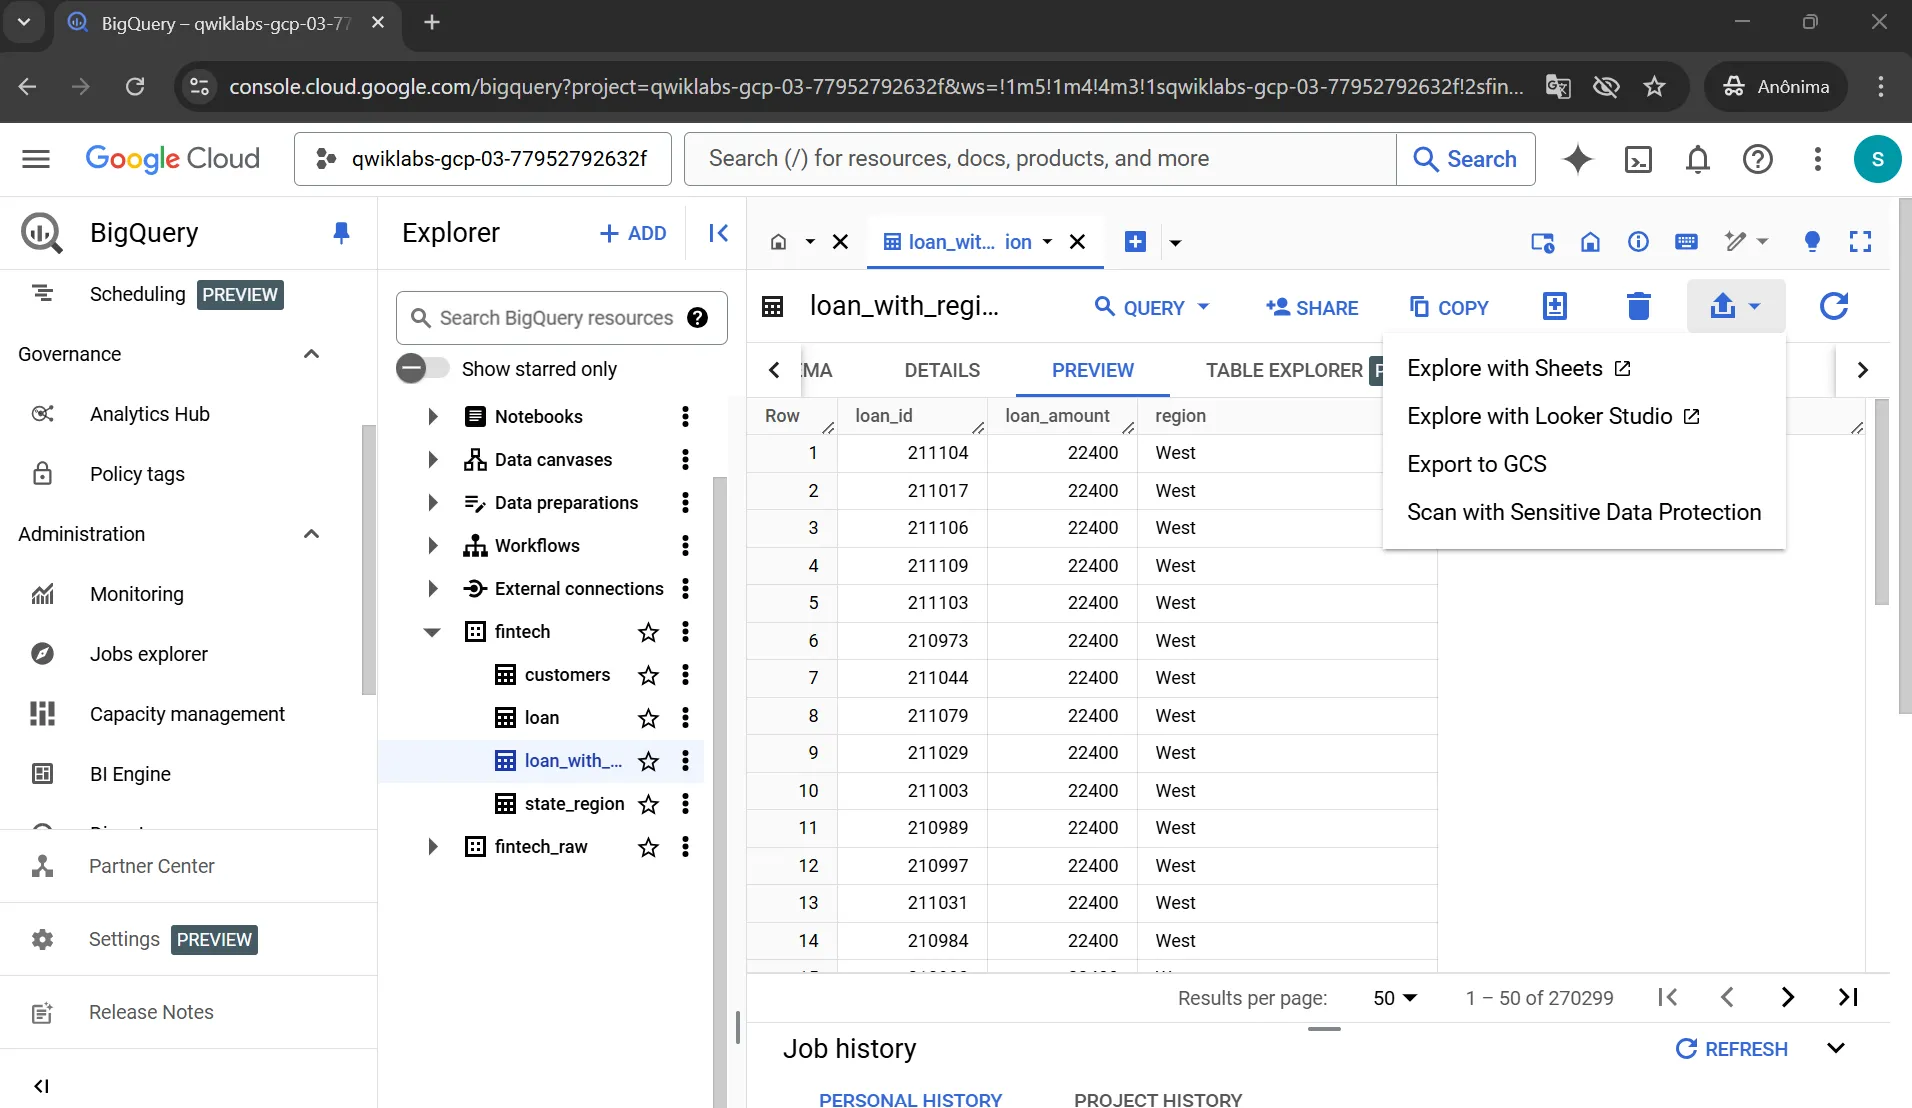 BigQuery – qwiklabs-gcp-03-77
console.cloud.google.com/bigquery?project=qwiklabs-gcp-03-77952792632f&ws=!1m5!1m4!4m3!1sqwiklabs-gcp-03-77952792632f!2sfin...
Anônima
Google Cloud
qwiklabs-gcp-03-77952792632f
Search (/) for resources, docs, products, and more
Search
S
BigQuery
Scheduling PREVIEW
Governance
Analytics Hub
Policy tags
Administration
Monitoring
Jobs explorer
Capacity management
BI Engine
Partner Center
Settings PREVIEW
Release Notes
Explorer
+ ADD
Search BigQuery resources
Show starred only
Notebooks
Data canvases
Data preparations
Workflows
External connections
fintech
customers
loan
loan_with_...
state_region
fintech_raw
loan_wit... ion
loan_with_regi...
QUERY
SHARE
COPY
EMA
DETAILS
PREVIEW
TABLE EXPLORER P
Explore with Sheets
Explore with Looker Studio
Export to GCS
Scan with Sensitive Data Protection
Row loan_id loan_amount region
1 211104 22400 West
2 211017 22400 West
3 211106 22400 West
4 211109 22400 West
5 211103 22400 West
6 210973 22400 West
7 211044 22400 West
8 211079 22400 West
9 211029 22400 West
10 211003 22400 West
11 210989 22400 West
12 210997 22400 West
13 211031 22400 West
14 210984 22400 West
Results per page: 50 1 – 50 of 270299
Job history
REFRESH
PERSONAL HISTORY PROJECT HISTORY